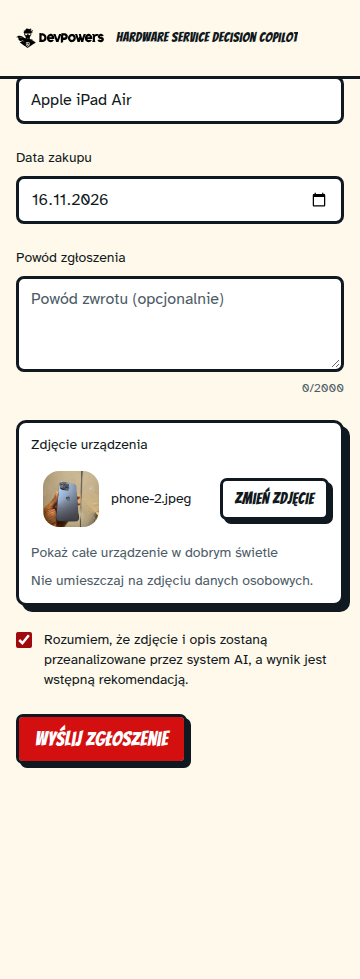 DevPowers
HARDWARE SERVICE DECISION COPILOT
Apple iPad Air
Data zakupu
16.11.2026
Powód zgłoszenia
Powód zwrotu (opcjonalnie)
0/2000
Zdjęcie urządzenia
phone-2.jpeg
ZMIEŃ ZDJĘCIE
Pokaż całe urządzenie w dobrym świetle
Nie umieszczaj na zdjęciu danych osobowych.
Rozumiem, że zdjęcie i opis zostaną
przeanalizowane przez system AI, a wynik jest
wstępną rekomendacją.
WYŚLIJ ZGŁOSZENIE